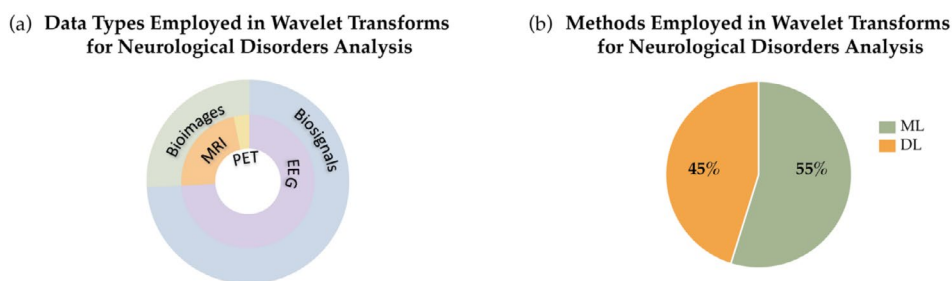 (a) Data Types Employed in Wavelet Transforms
for Neurological Disorders Analysis
Bioimages
MRI
PET
EEG
Biosignals
(b) Methods Employed in Wavelet Transforms
for Neurological Disorders Analysis
45%
55%
ML
DL